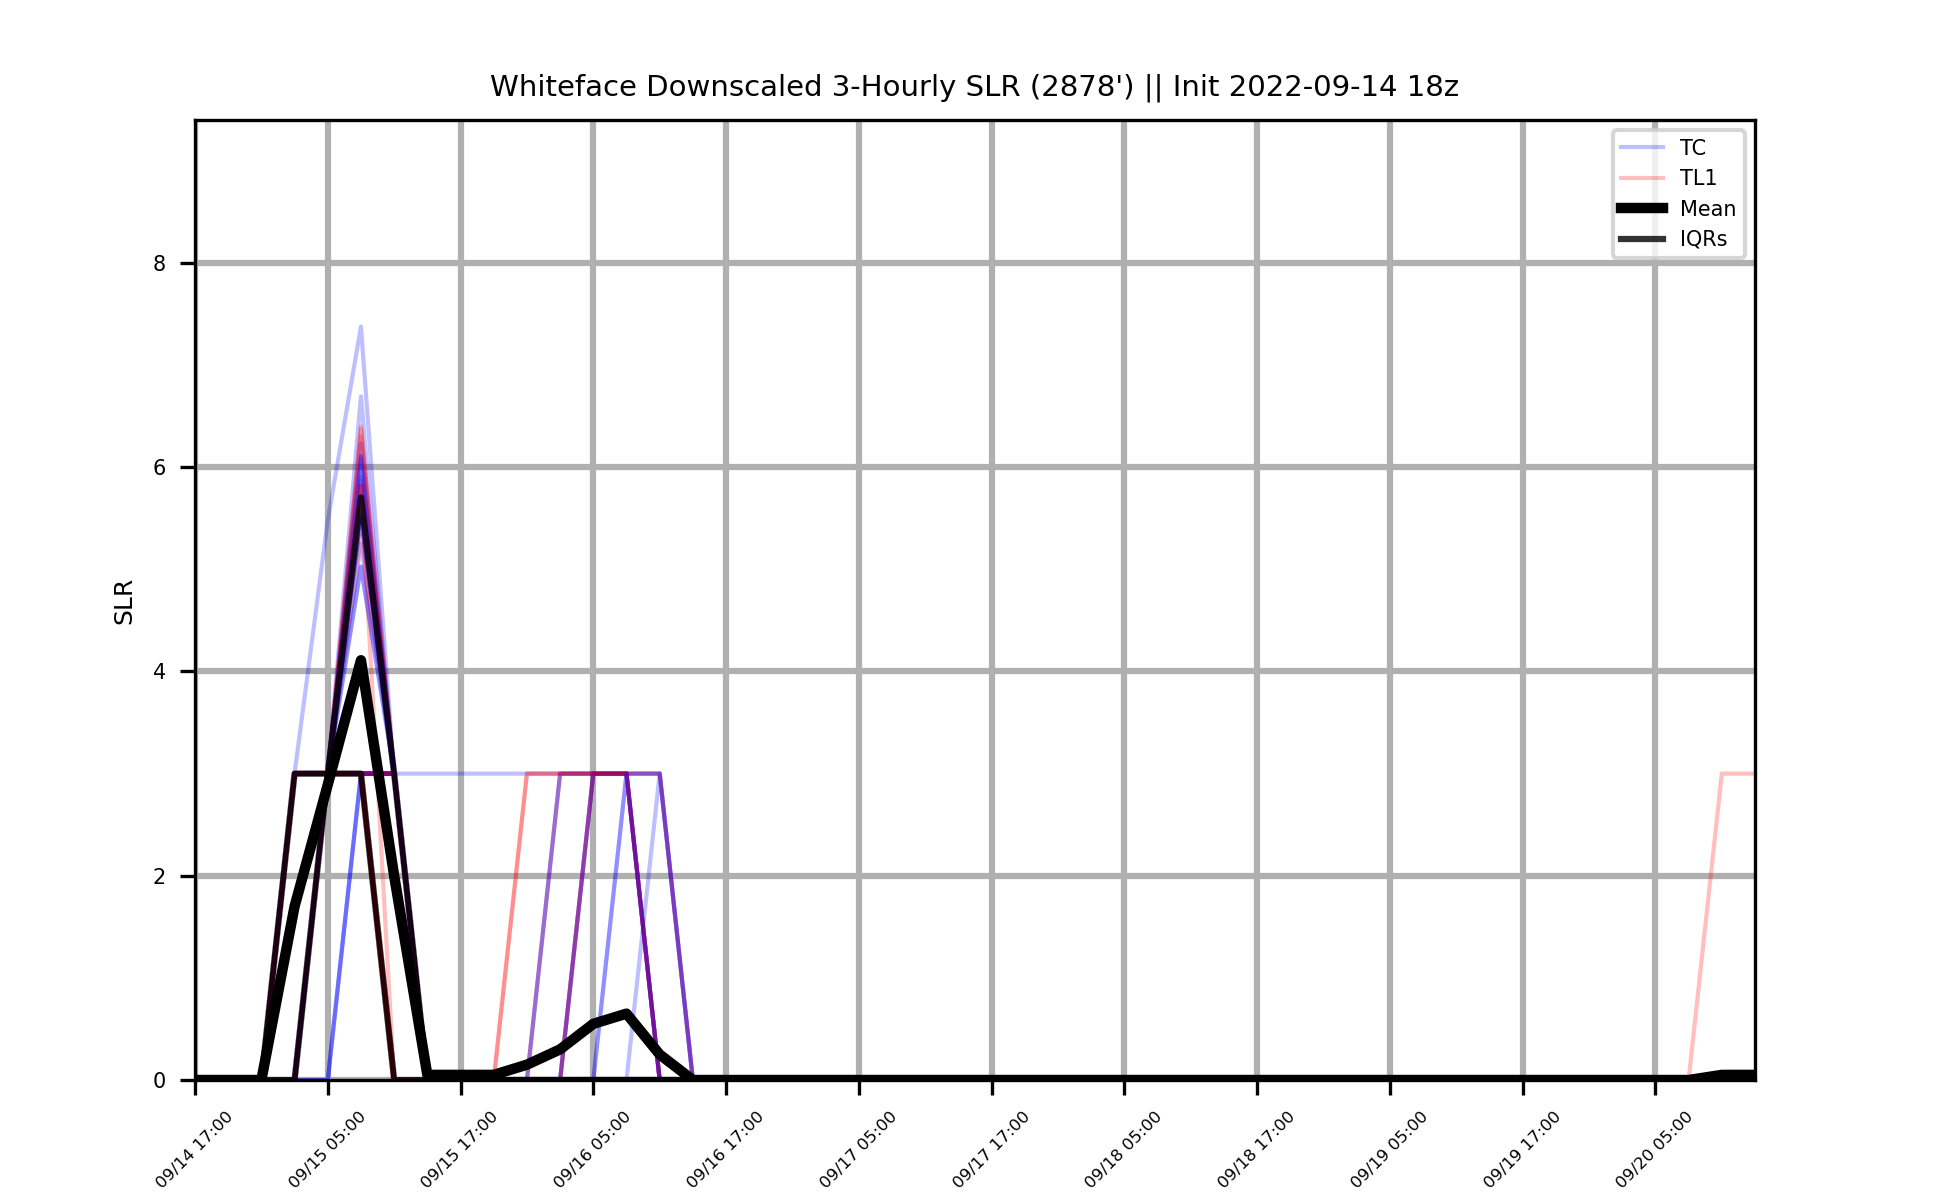 Whiteface Downscaled 3-Hourly SLR (2878') || Init 2022-09-14 18z
TC
TL1
Mean
IQRs
SLR
8
6
4
2
0
09/14 17:00
09/15 05:00
09/15 17:00
09/16 05:00
09/16 17:00
09/17 05:00
09/17 17:00
09/18 05:00
09/18 17:00
09/19 05:00
09/19 17:00
09/20 05:00